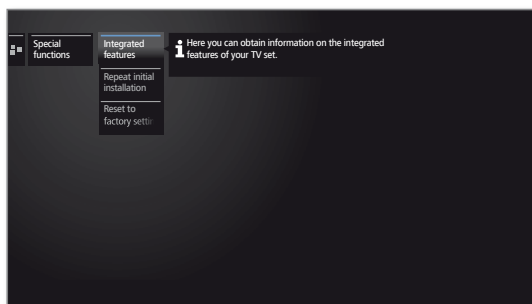 Special
functions
Integrated
features
Here you can obtain information on the integrated
features of your TV set.
Repeat initial
installation
Reset to
factory settin